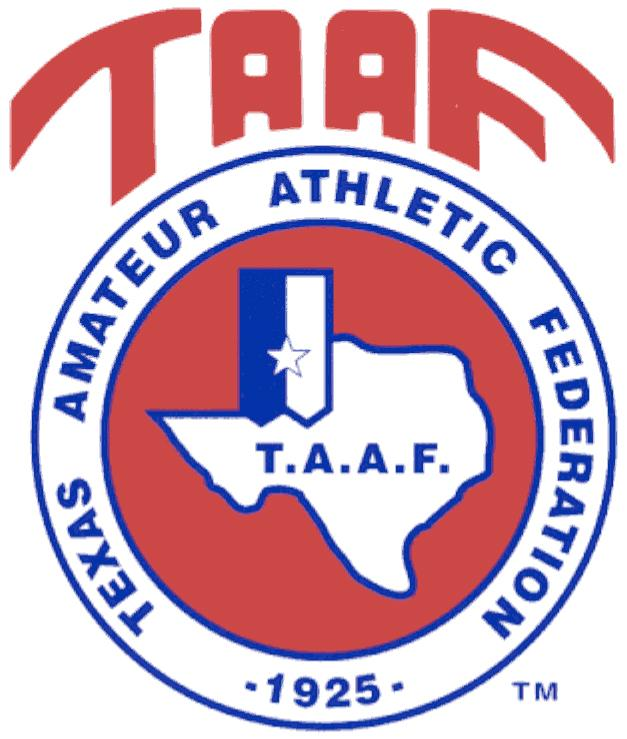 TAAF
TEXAS AMATEUR ATHLETIC FEDERATION
T.A.A.F.
-1925-
TM